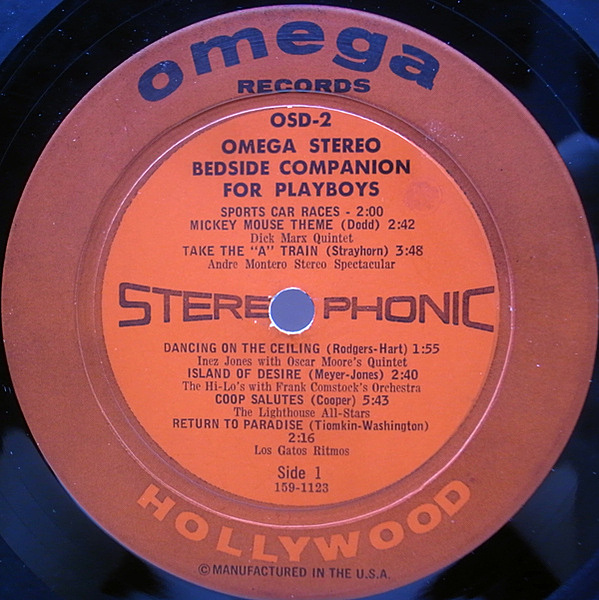 omega
RECORDS
OSD-2
OMEGA STEREO
BEDSIDE COMPANION
FOR PLAYBOYS
SPORTS CAR RACES - 2:00
MICKEY MOUSE THEME (Dodd) 2:42
Dick Marx Quintet
TAKE THE "A" TRAIN (Strayhorn) 3:48
Andre Montero Stereo Spectacular
STEREOPHONIC
DANCING ON THE CEILING (Rodgers-Hart) 1:55
Inez Jones with Oscar Moore's Quintet
ISLAND OF DESIRE (Meyer-Jones) 2:40
The Hi-Lo's with Frank Comstock's Orchestra
COOP SALUTES (Cooper) 5:43
The Lighthouse All-Stars
RETURN TO PARADISE (Tiomkin-Washington)
2:16
Los Gatos Ritmos
Side 1
159-1123
HOLLYWOOD
©MANUFACTURED IN THE U.S.A.